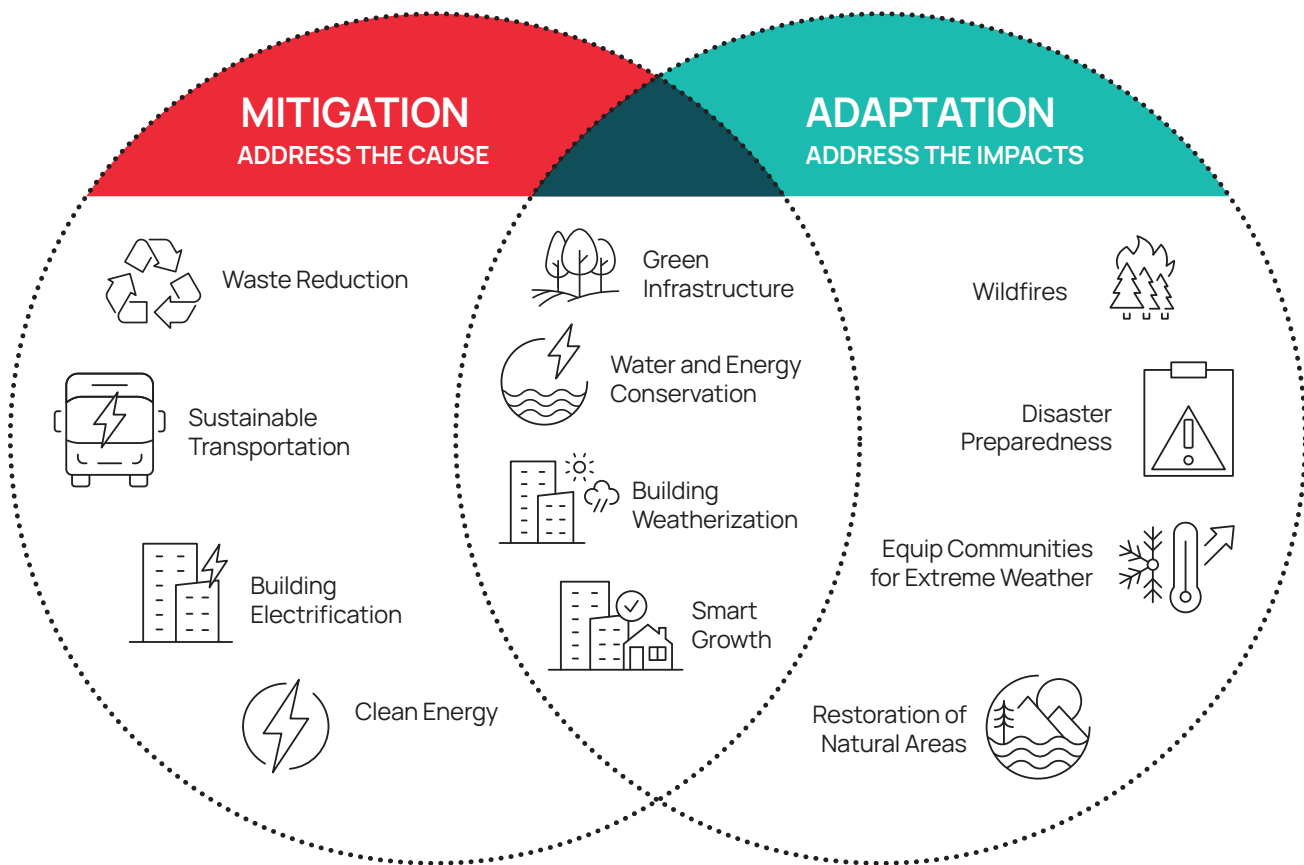 MITIGATION
ADDRESS THE CAUSE
ADAPTATION
ADDRESS THE IMPACTS
Waste Reduction
Sustainable
Transportation
Building
Electrification
Clean Energy
Green
Infrastructure
Water and Energy
Conservation
Building
Weatherization
Smart
Growth
Wildfires
Disaster
Preparedness
Equip Communities
for Extreme Weather
Restoration of
Natural Areas